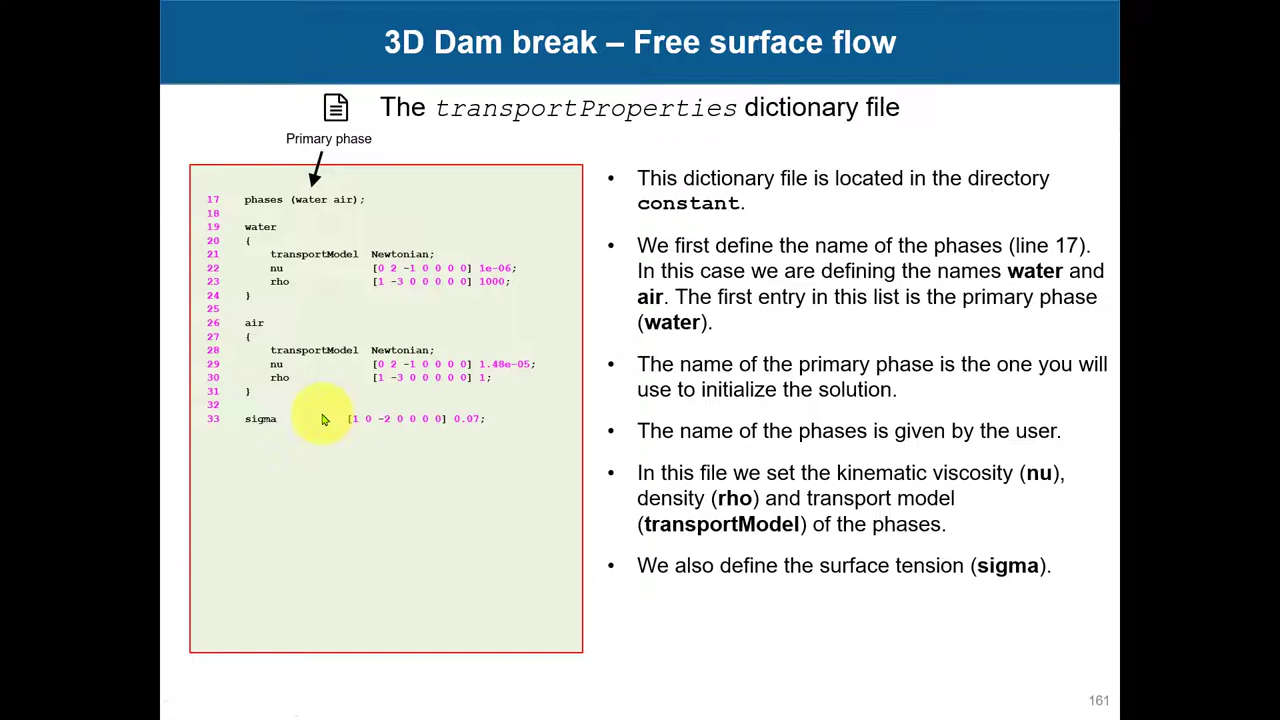 3D Dam break – Free surface flow
The transportProperties dictionary file
Primary phase
17 phases (water air);
18
19 water
20 {
21 transportModel Newtonian;
22 nu [0 2 -1 0 0 0 0] 1e-06;
23 rho [1 -3 0 0 0 0 0] 1000;
24 }
25
26 air
27 {
28 transportModel Newtonian;
29 nu [0 2 -1 0 0 0 0] 1.48e-05;
30 rho [1 -3 0 0 0 0 0] 1;
31 }
32
33 sigma [1 0 -2 0 0 0 0] 0.07;
• This dictionary file is located in the directory
constant.
• We first define the name of the phases (line 17).
In this case we are defining the names water and
air. The first entry in this list is the primary phase
(water).
• The name of the primary phase is the one you will
use to initialize the solution.
• The name of the phases is given by the user.
• In this file we set the kinematic viscosity (nu),
density (rho) and transport model
(transportModel) of the phases.
• We also define the surface tension (sigma).
161